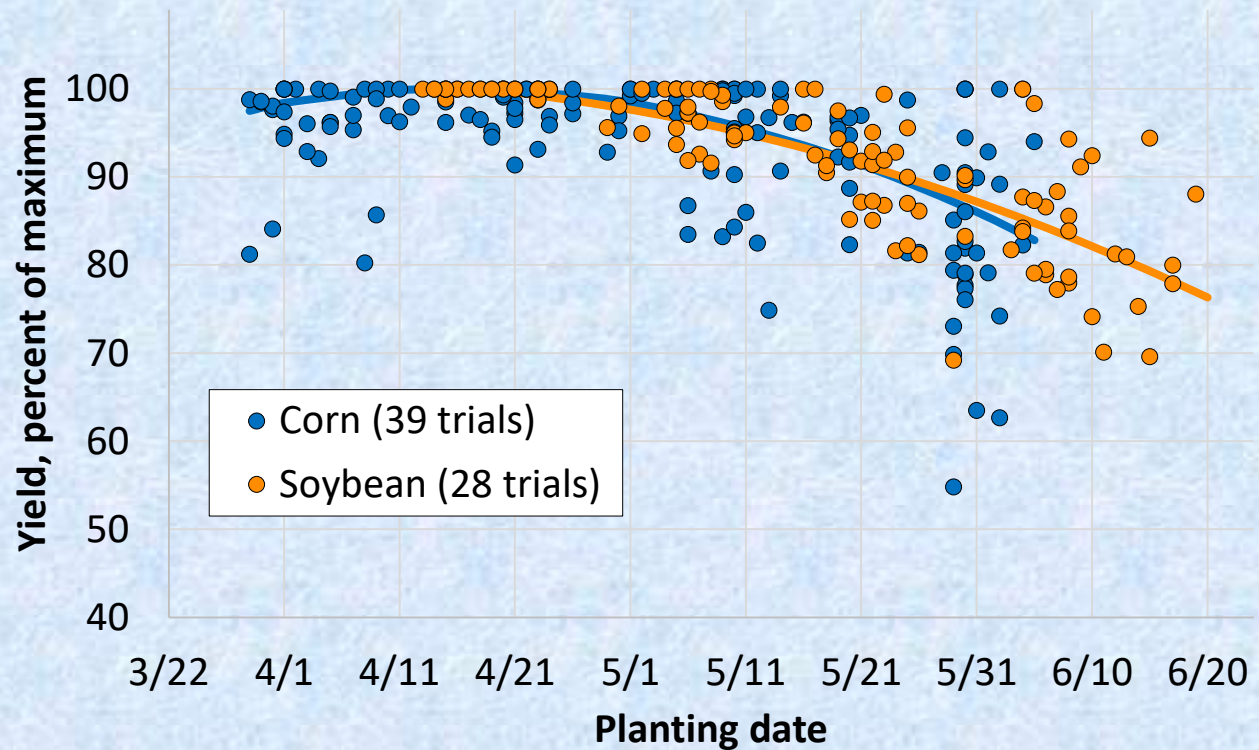 Yield, percent of maximum
100
90
80
70
60
50
40
Corn (39 trials)
Soybean (28 trials)
3/22 4/1 4/11 4/21 5/1 5/11 5/21 5/31 6/10 6/20
Planting date